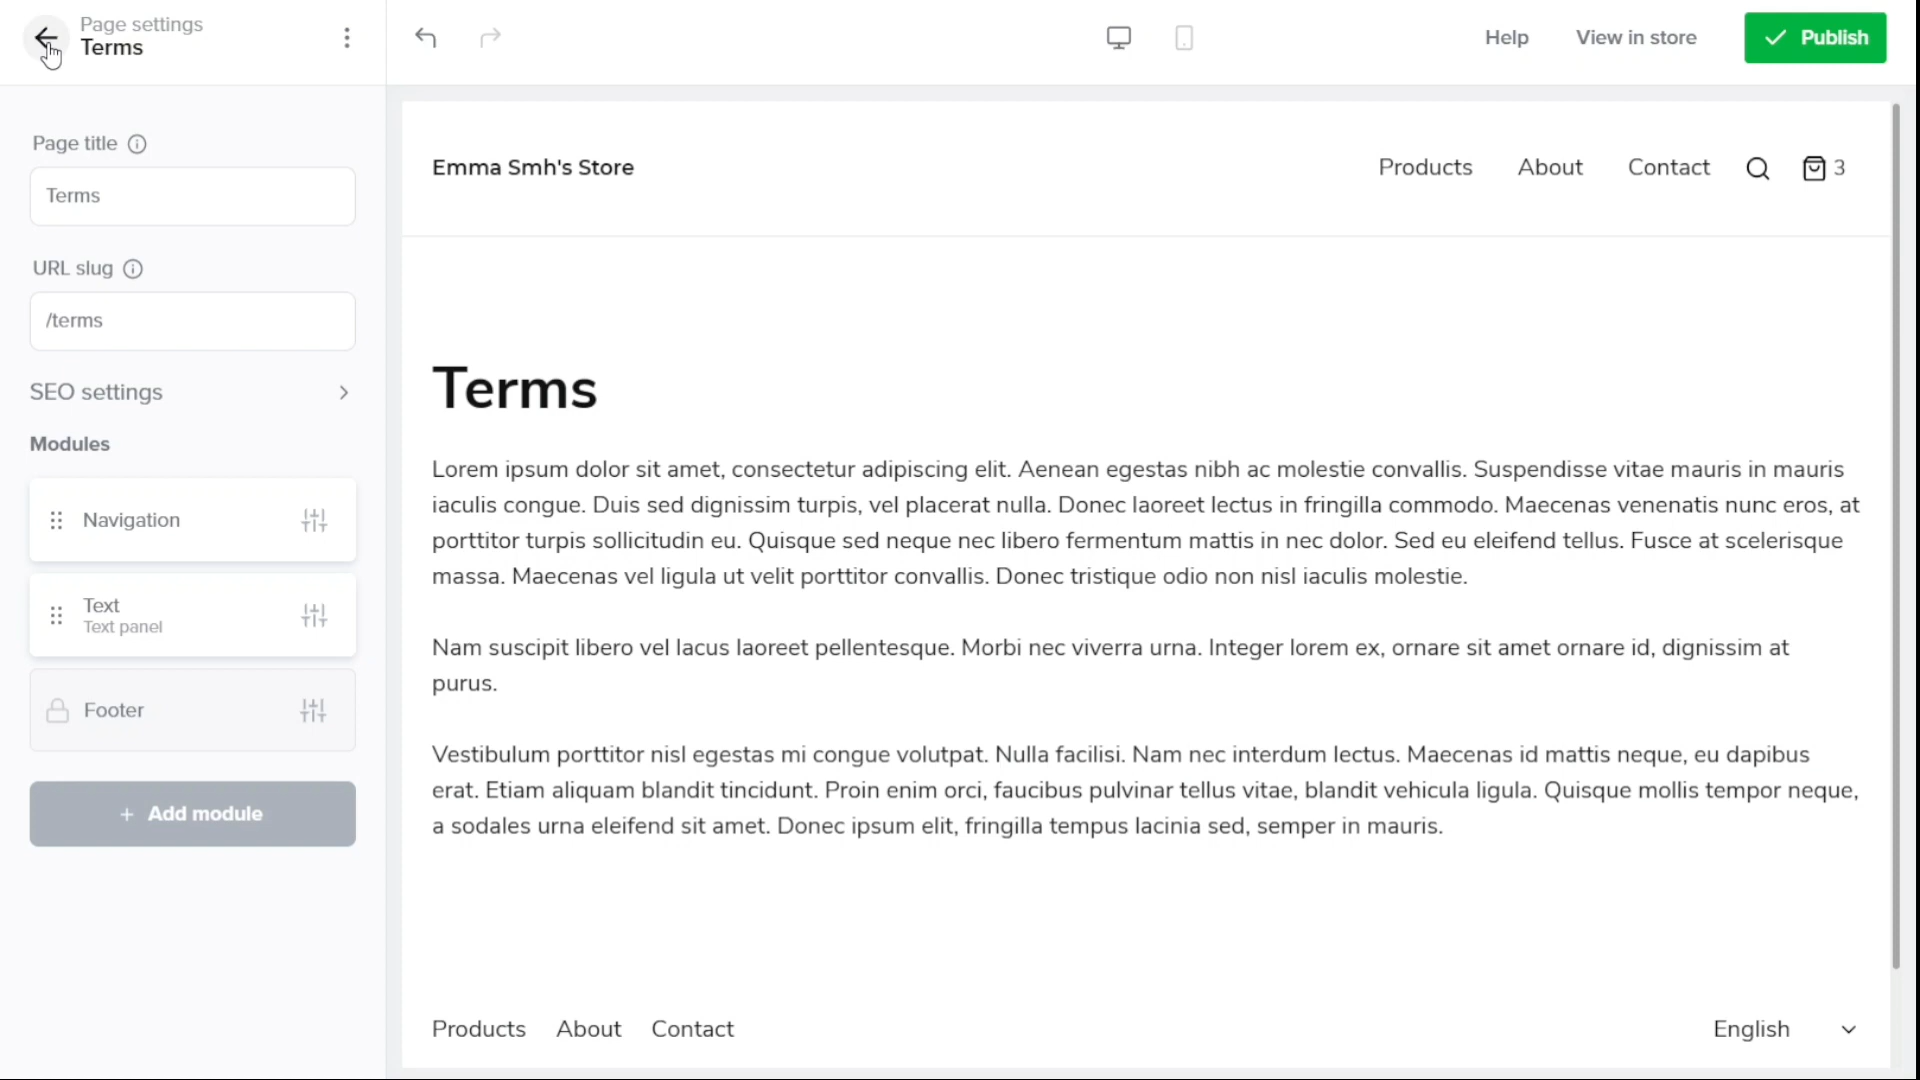 Page settings
Terms
Help
View in store
Publish
Page title
Terms
URL slug
/terms
SEO settings
Modules
Navigation
Text
Text panel
Footer
+ Add module
Emma Smh's Store
Products
About
Contact
3
Terms
Lorem ipsum dolor sit amet, consectetur adipiscing elit. Aenean egestas nibh ac molestie convallis. Suspendisse vitae mauris in mauris
iaculis congue. Duis sed dignissim turpis, vel placerat nulla. Donec laoreet lectus in fringilla commodo. Maecenas venenatis nunc eros, at
porttitor turpis sollicitudin eu. Quisque sed neque nec libero fermentum mattis in nec dolor. Sed eu eleifend tellus. Fusce at scelerisque
massa. Maecenas vel ligula ut velit porttitor convallis. Donec tristique odio non nisl iaculis molestie.
Nam suscipit libero vel lacus laoreet pellentesque. Morbi nec viverra urna. Integer lorem ex, ornare sit amet ornare id, dignissim at
purus.
Vestibulum porttitor nisl egestas mi congue volutpat. Nulla facilisi. Nam nec interdum lectus. Maecenas id mattis neque, eu dapibus
erat. Etiam aliquam blandit tincidunt. Proin enim orci, faucibus pulvinar tellus vitae, blandit vehicula ligula. Quisque mollis tempor neque,
a sodales urna eleifend sit amet. Donec ipsum elit, fringilla tempus lacinia sed, semper in mauris.
Products
About
Contact
English